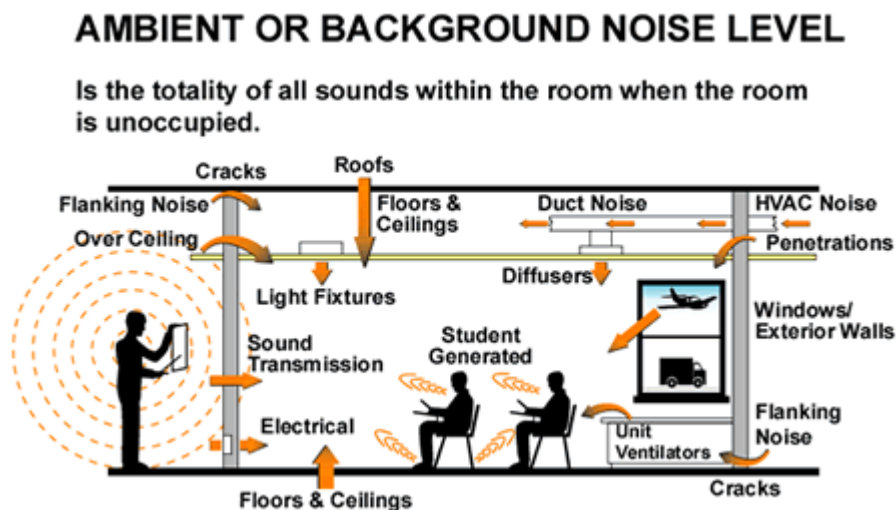 AMBIENT OR BACKGROUND NOISE LEVEL
Is the totality of all sounds within the room when the room
is unoccupied.
Cracks
Roofs
Flanking Noise
Floors &
Ceilings
Duct Noise
HVAC Noise
Over Ceiling
Penetrations
Light Fixtures
Diffusers
Windows/
Exterior Walls
Sound
Transmission
Student
Generated
Electrical
Unit
Ventilators
Flanking
Noise
Floors & Ceilings
Cracks